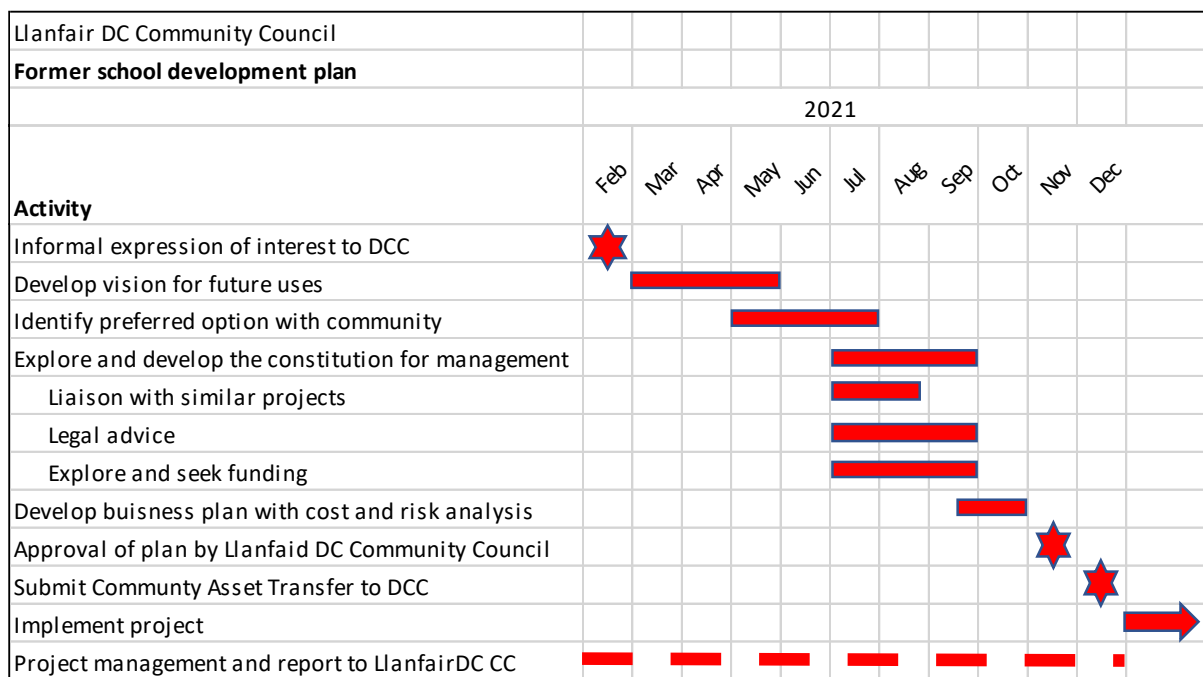 Llanfair DC Community Council
Former school development plan
2021
Activity Feb Mar Apr May Jun Jul Aug Sep Oct Nov Dec
Informal expression of interest to DCC
Develop vision for future uses
Identify preferred option with community
Explore and develop the constitution for management
Liaison with similar projects
Legal advice
Explore and seek funding
Develop buisness plan with cost and risk analysis
Approval of plan by Llanfaid DC Community Council
Submit Communty Asset Transfer to DCC
Implement project
Project management and report to LlanfairDC CC